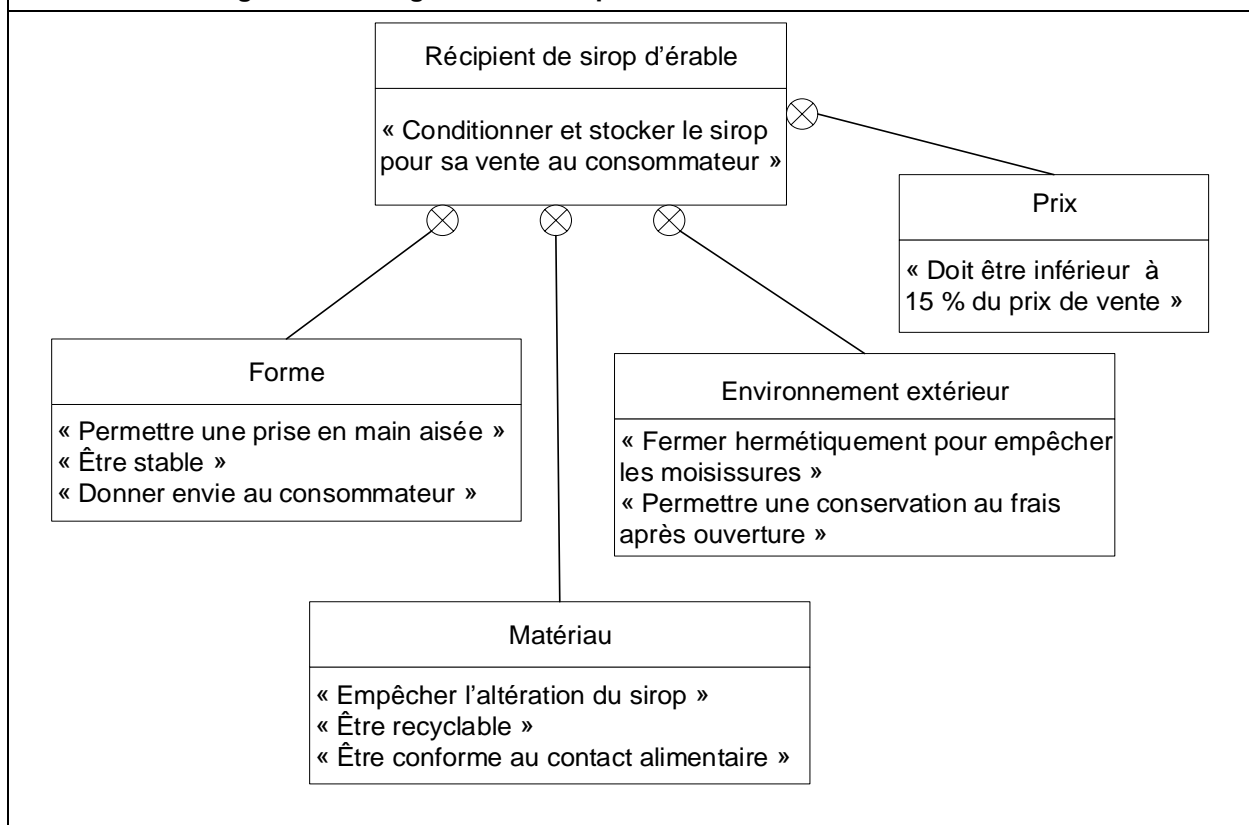 Récipient de sirop d’érable
« Conditionner et stocker le sirop
pour sa vente au consommateur »
Prix
« Doit être inférieur à
15 % du prix de vente »
Forme
« Permettre une prise en main aisée »
« Être stable »
« Donner envie au consommateur »
Environnement extérieur
« Fermer hermétiquement pour empêcher
les moisissures »
« Permettre une conservation au frais
après ouverture »
Matériau
« Empêcher l’altération du sirop »
« Être recyclable »
« Être conforme au contact alimentaire »